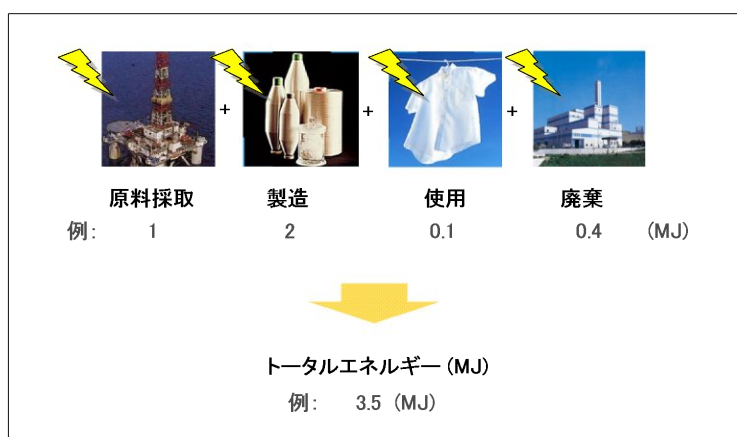 + + +
原料採取 製造 使用 廃棄
例： 1 2 0.1 0.4 (MJ)
トータルエネルギー (MJ)
例： 3.5 (MJ)